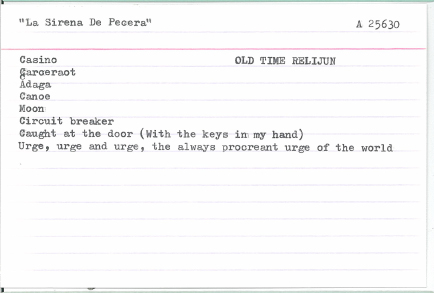 "La Sirena De Pecera" A 25630
Casino OLD TIME RELIJUN
Caroeraot
Adaga
Canoe
Moon
Circuit breaker
Caught at the door (With the keys in my hand)
Urge, urge and urge, the always procreant urge of the world